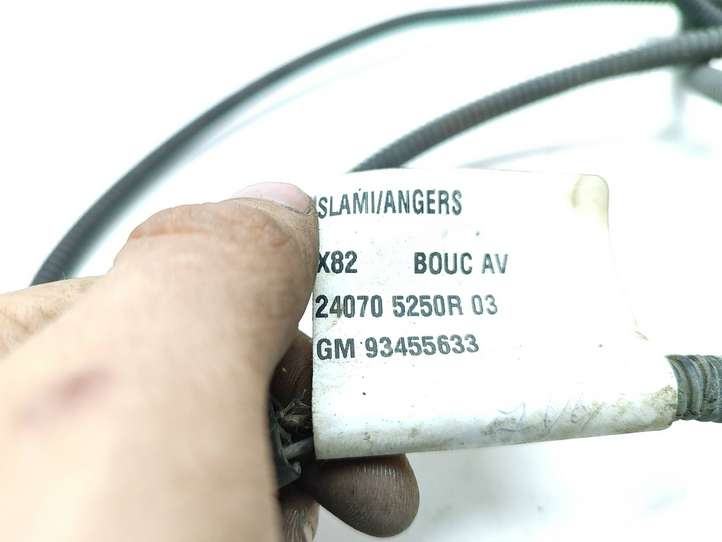 ISLAMI/ANGERS
X82 BOUC AV
24070 5250R 03
GM 93455633